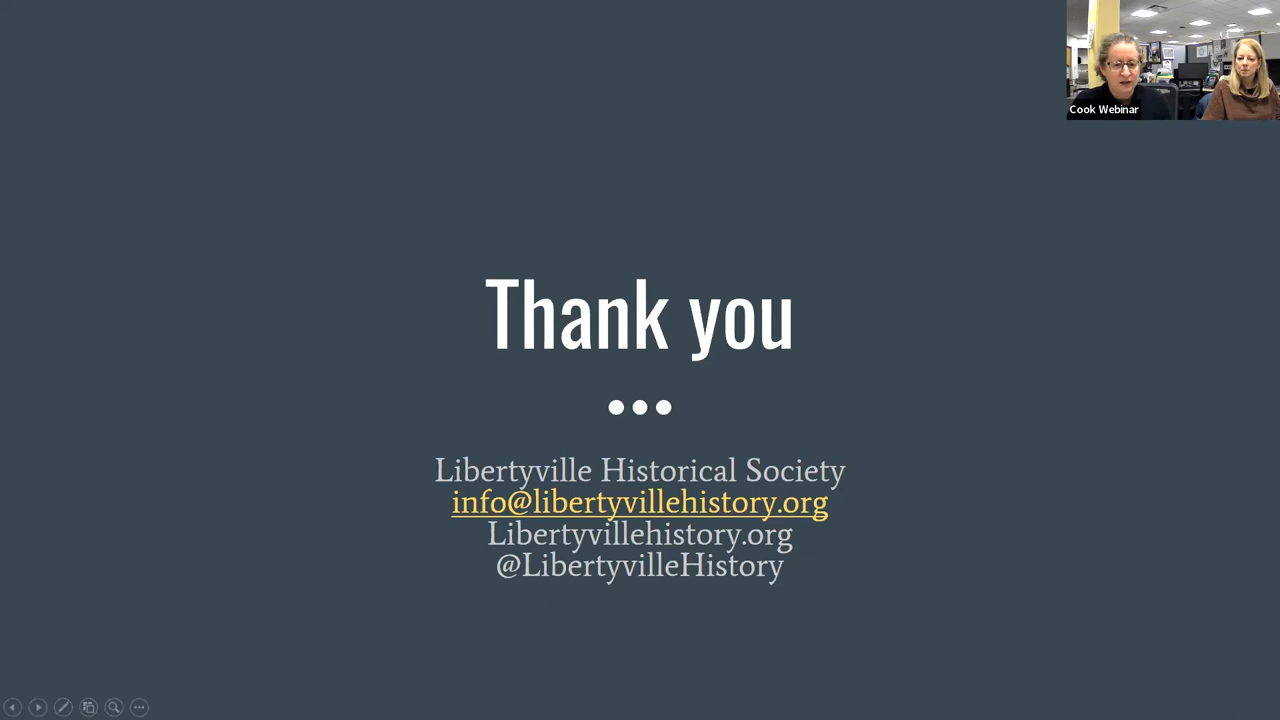 Cook Webinar
Thank you
Libertyville Historical Society
info@libertyvillehistory.org
Libertyvillehistory.org
@LibertyvilleHistory